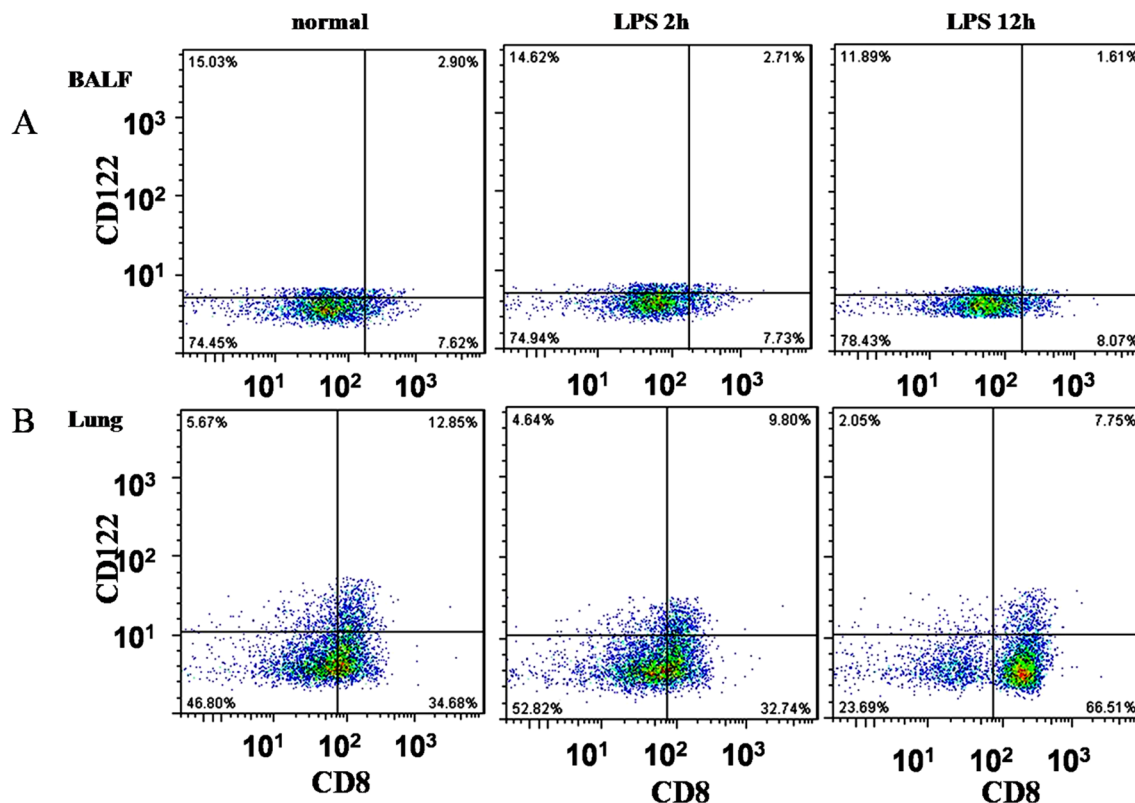 normal LPS 2h LPS 12h
A BALF
15.03% 2.90% 14.62% 2.71% 11.89% 1.61%
CD122
10³
10²
10¹
74.45% 7.62% 74.94% 7.73% 78.43% 8.07%
10¹ 10² 10³ 10¹ 10² 10³ 10¹ 10² 10³
B Lung
5.67% 12.85% 4.64% 9.80% 2.05% 7.75%
CD122
10³
10²
10¹
46.80% 34.68% 52.82% 32.74% 23.69% 66.51%
10¹ 10² 10³ 10¹ 10² 10³ 10¹ 10² 10³
CD8 CD8 CD8